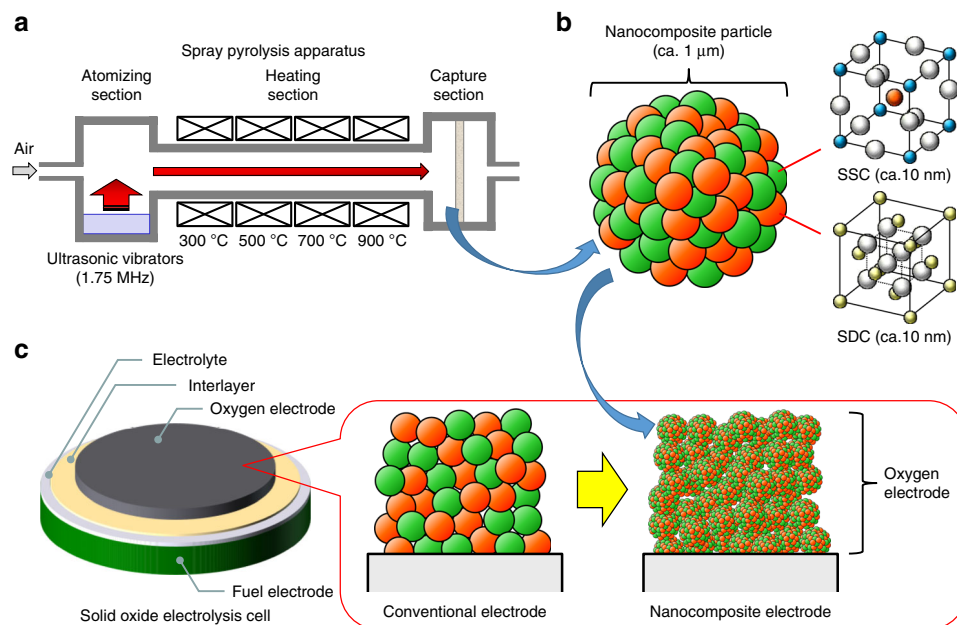 a
Spray pyrolysis apparatus
Atomizing
section
Heating
section
Capture
section
Air
300 °C
500 °C
700 °C
900 °C
Ultrasonic vibrators
(1.75 MHz)
b
Nanocomposite particle
(ca. 1 μm)
SSC (ca.10 nm)
SDC (ca.10 nm)
c
Electrolyte
Interlayer
Oxygen electrode
Fuel electrode
Solid oxide electrolysis cell
Conventional electrode
Nanocomposite electrode
Oxygen
electrode